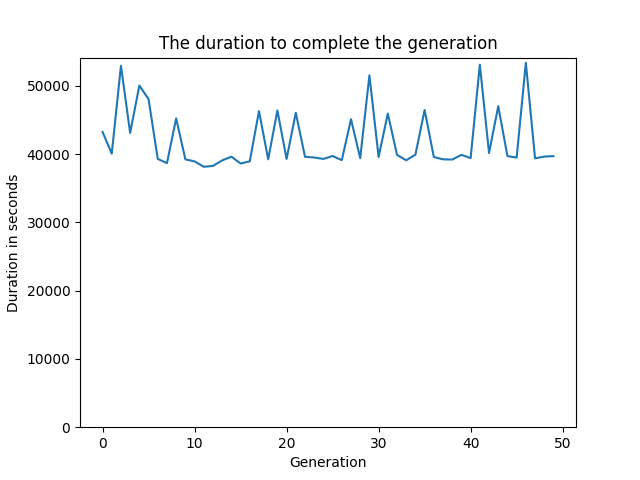 The duration to complete the generation
50000
40000
30000
20000
10000
0
Duration in seconds
0 10 20 30 40 50
Generation